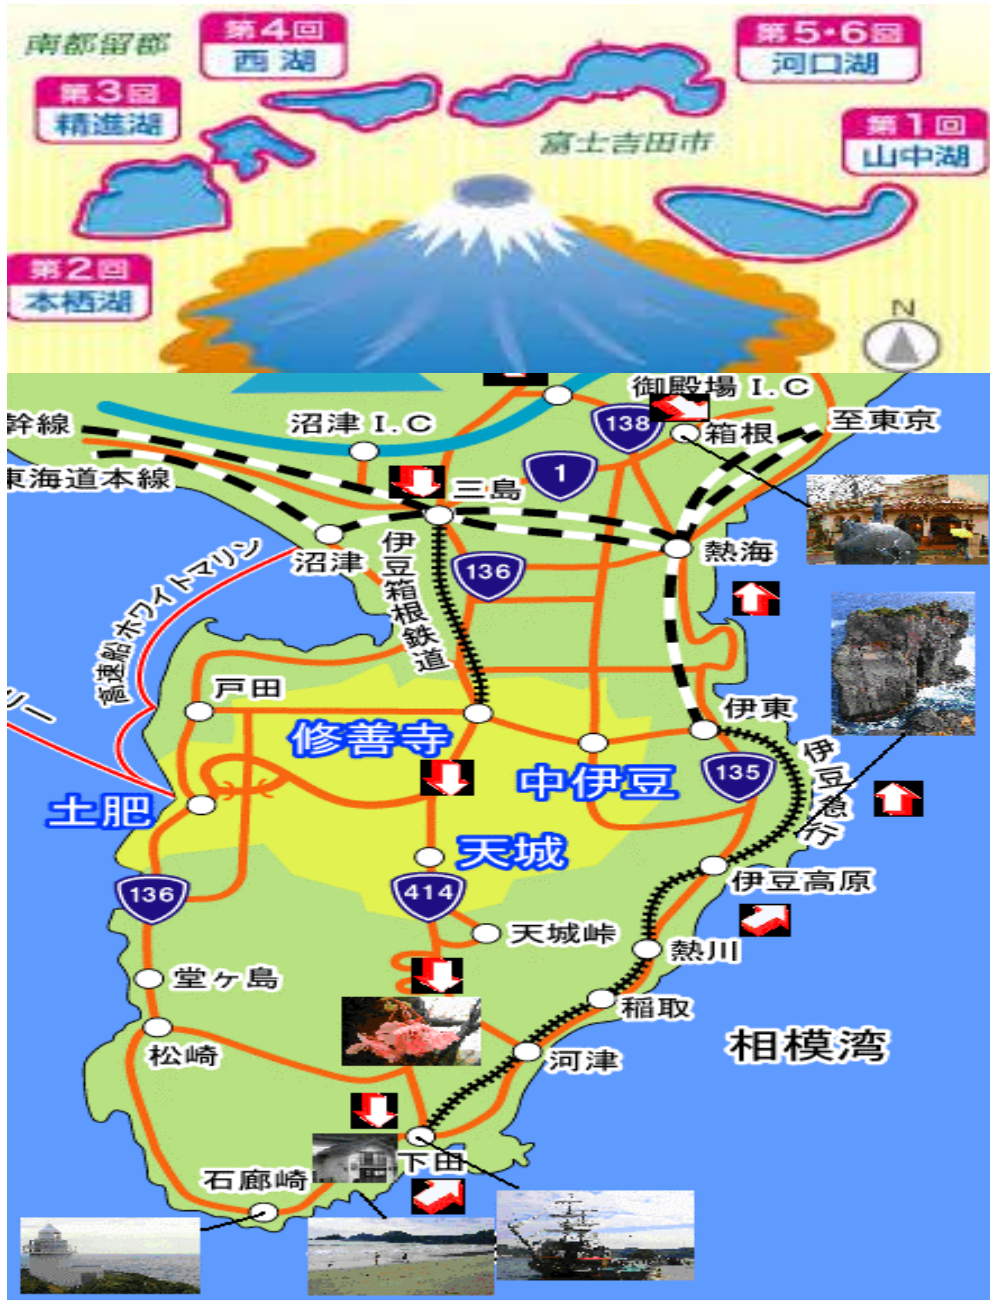 南都留郡
第4回
西湖
第5・6回
河口湖
第3回
精進湖
富士吉田市
第1回
山中湖
第2回
本栖湖
N
御殿場I.C
沼津I.C
138
箱根
至東京
幹線
1
東海道本線
三島
沼津
熱海
伊豆箱根鉄道
136
高速船ホワイトマリン
リー
戸田
伊東
修善寺
中伊豆
135
伊豆急行
土肥
天城
伊豆高原
136
414
天城峠
熱川
堂ヶ島
稲取
松崎
河津
相模湾
下田
石廊崎